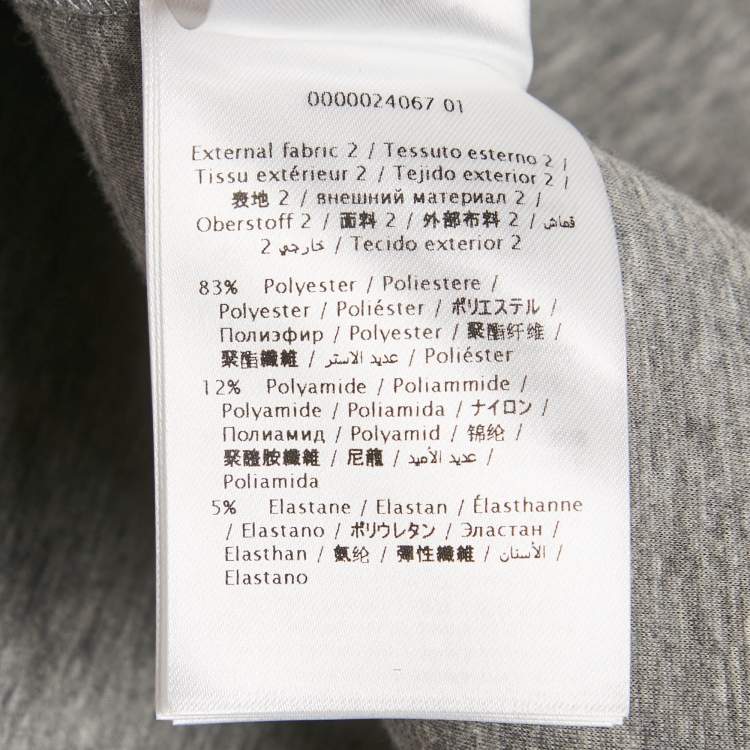 0000024067 01
External fabric 2 / Tessuto esterno 2 /
Tissu extérieur 2 / Tejido exterior 2 /
表地 2 / внешний материал 2 /
Oberstoff 2 / 面料 2 / 外部布料 2 / قماش
خارجي 2 / Tecido exterior 2
83% Polyester / Poliestere /
Polyester / Poliéster / ポリエステル /
Полиэфир / Polyester / 聚酯纤维 /
聚酯纖維 / عديد الاستر / Poliéster
12% Polyamide / Poliammide /
Polyamide / Poliamida / ナイロン /
Полиамид / Polyamid / 锦纶 /
聚醯胺纖維 / 尼龍 / عديد الأميد /
Poliamida
5% Elastane / Elastan / Élasthanne
/ Elastano / ポリウレタン / Эластан /
Elasthan / 氨纶 / 彈性纖維 / الأستان /
Elastano